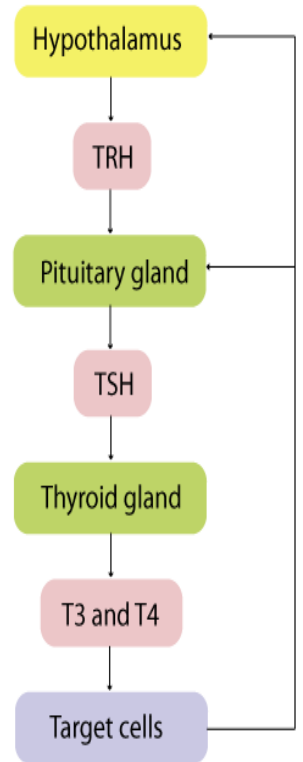 Hypothalamus
TRH
Pituitary gland
TSH
Thyroid gland
T3 and T4
Target cells